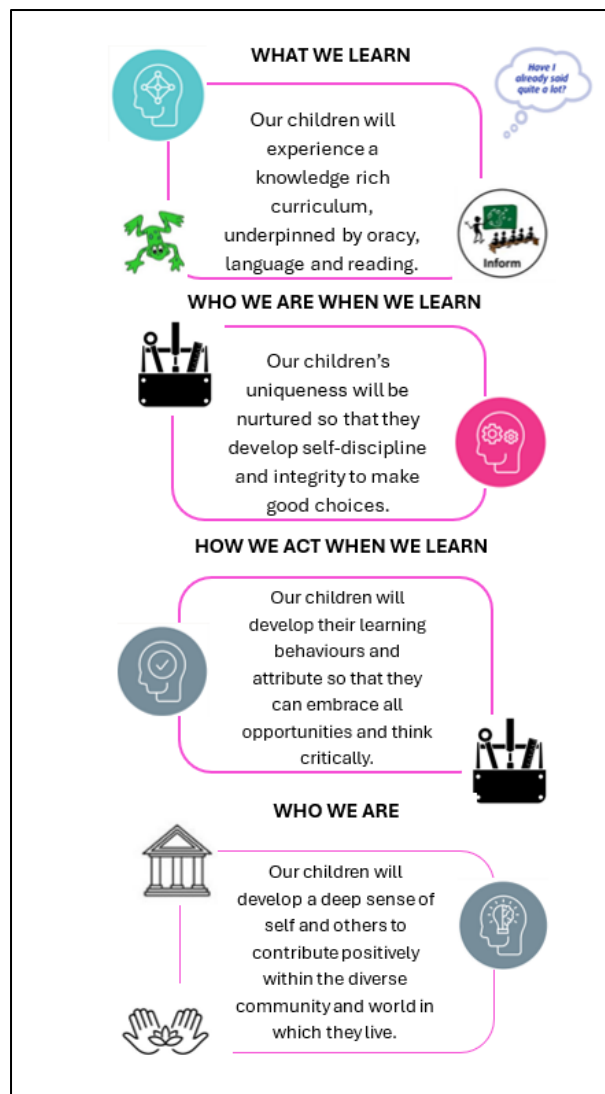 WHAT WE LEARN
Have I
already said
quite a lot?
Our children will
experience a
knowledge rich
curriculum,
underpinned by oracy,
language and reading.
Inform
WHO WE ARE WHEN WE LEARN
Our children's
uniqueness will be
nurtured so that they
develop self-discipline
and integrity to make
good choices.
HOW WE ACT WHEN WE LEARN
Our children will
develop their learning
behaviours and
attribute so that they
can embrace all
opportunities and think
critically.
WHO WE ARE
Our children will
develop a deep sense of
self and others to
contribute positively
within the diverse
community and world in
which they live.